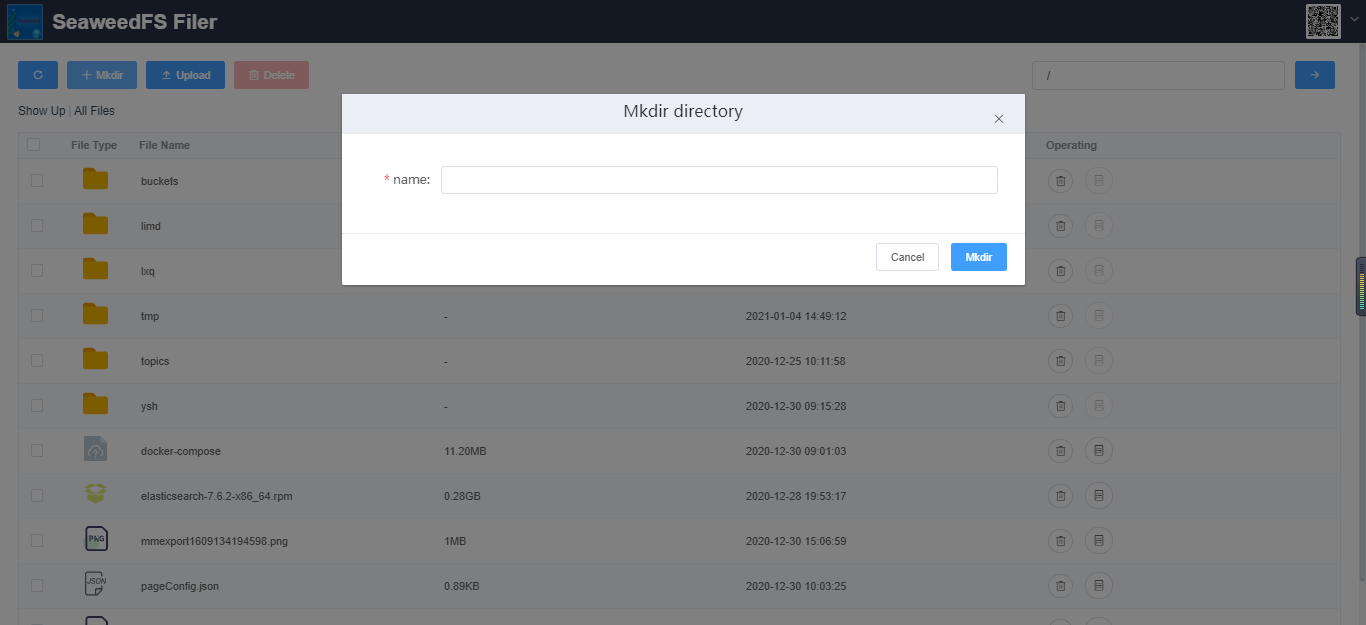 SeaweedFS Filer
Mkdir Upload Delete /
Show Up | All Files
Mkdir directory
File Type File Name Operating
* name:
buckets
limd
Cancel Mkdir
lxq
tmp - 2021-01-04 14:49:12
topics - 2020-12-25 10:11:58
ysh - 2020-12-30 09:15:28
docker-compose 11.20MB 2020-12-30 09:01:03
elasticsearch-7.6.2-x86_64.rpm 0.28GB 2020-12-28 19:53:17
PNG mmexport1609134194598.png 1MB 2020-12-30 15:06:59
JSON pageConfig.json 0.89KB 2020-12-30 10:03:25